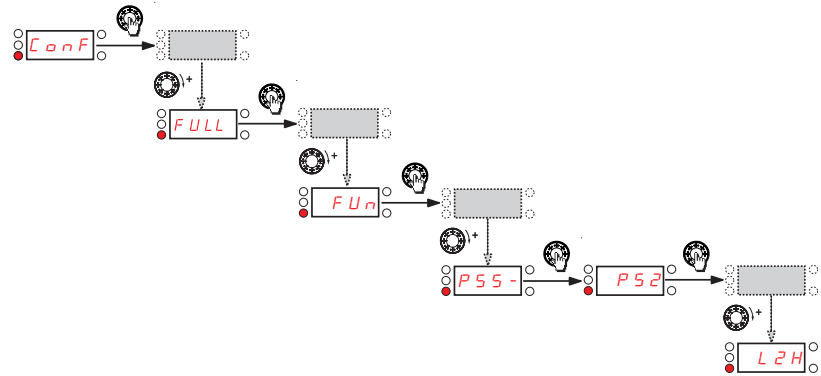 ConF
+
FULL
+
FUn
+
PSS-
PS2
+
L2H